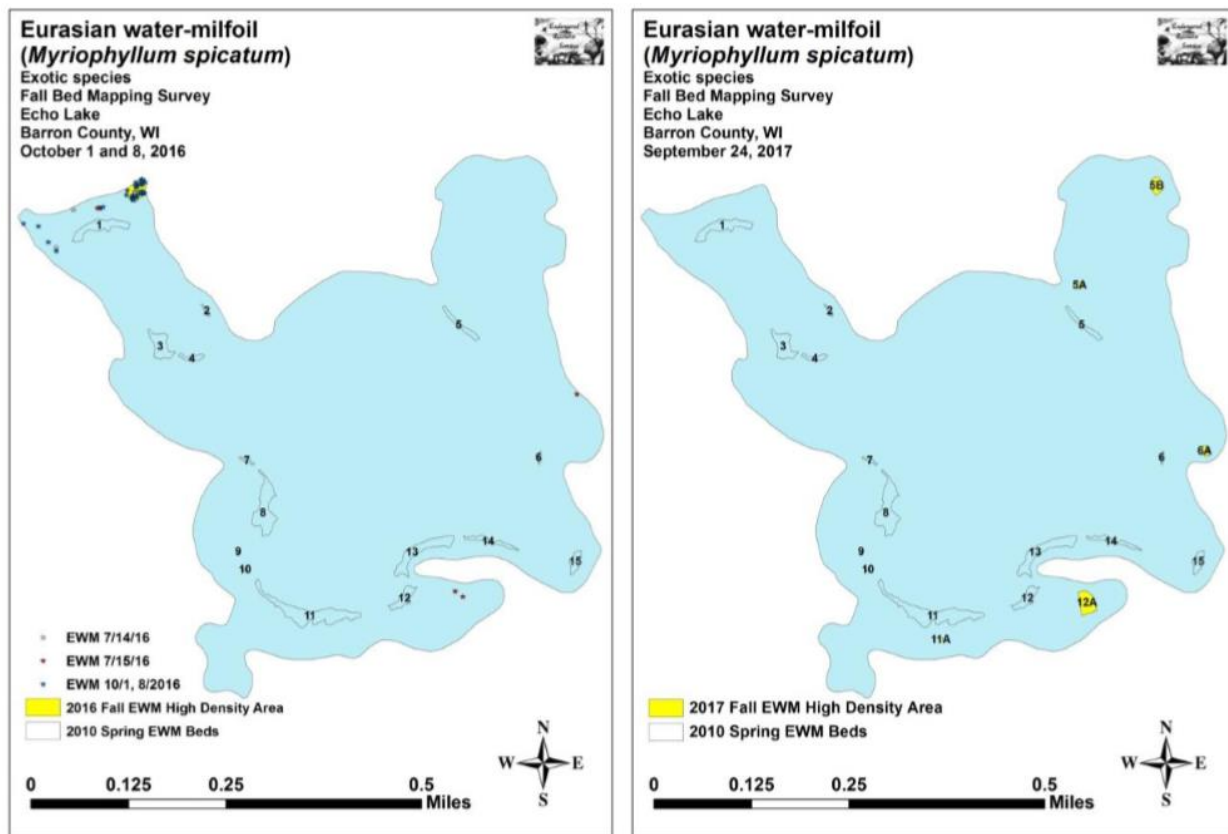 Eurasian water-milfoil
(Myriophyllum spicatum)
Exotic species
Fall Bed Mapping Survey
Echo Lake
Barron County, WI
October 1 and 8, 2016
1
2
3
4
5
6
7
8
9
10
11
12
13
14
15
EWM 7/14/16
EWM 7/15/16
EWM 10/1, 8/2016
2016 Fall EWM High Density Area
2010 Spring EWM Beds
N
W
E
S
0
0.125
0.25
0.5
Miles
Eurasian water-milfoil
(Myriophyllum spicatum)
Exotic species
Fall Bed Mapping Survey
Echo Lake
Barron County, WI
September 24, 2017
5B
1
5A
2
5
3
4
6A
7
6
8
9
13
14
10
15
12
12A
11
11A
2017 Fall EWM High Density Area
2010 Spring EWM Beds
N
W
E
S
0
0.125
0.25
0.5
Miles